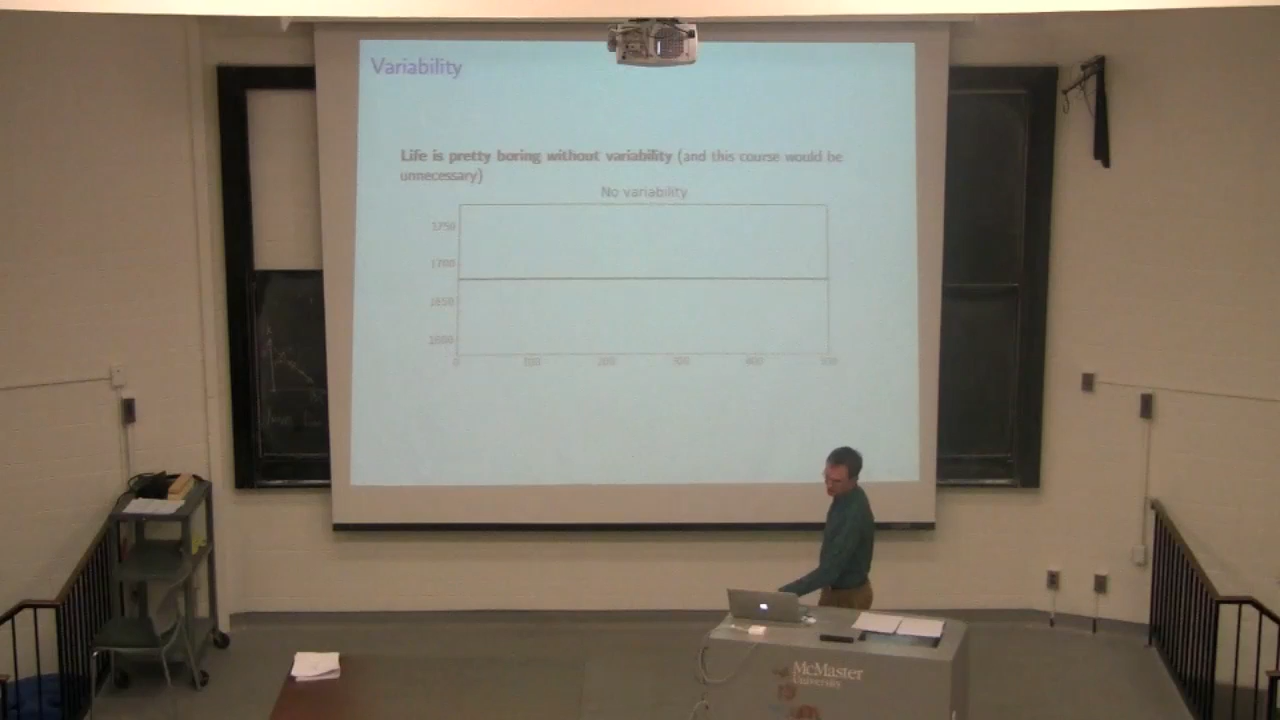 Variability
Life is pretty boring without variability (and this course would be
unnecessary)
No variability
1750
1700
1650
1600
0 100 200 300 400 500
McMaster
University